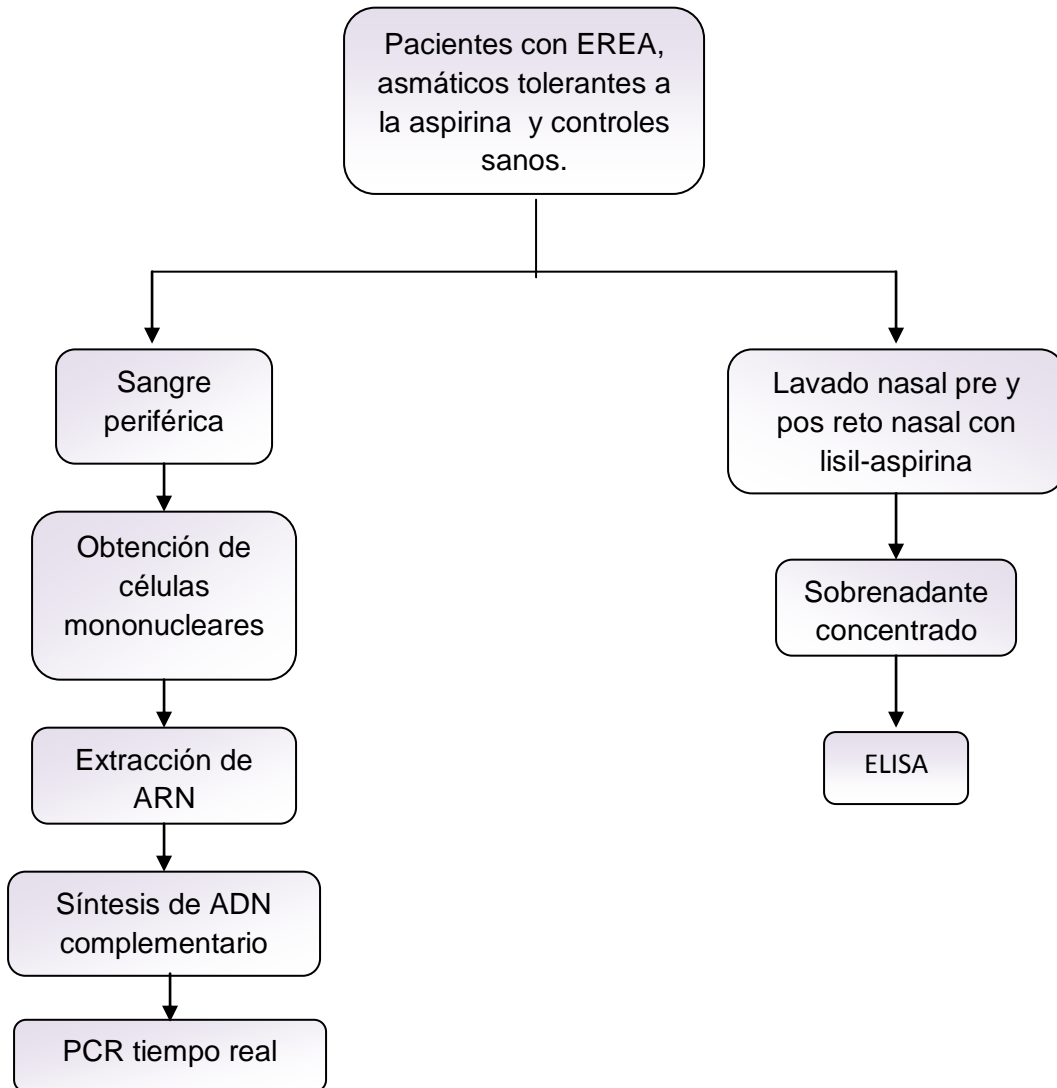 Pacientes con EREA,
asmáticos tolerantes a
la aspirina y controles
sanos.
Sangre
periférica
Obtención de
células
mononucleares
Extracción de
ARN
Síntesis de ADN
complementario
PCR tiempo real
Lavado nasal pre y
pos reto nasal con
lisil-aspirina
Sobrenadante
concentrado
ELISA